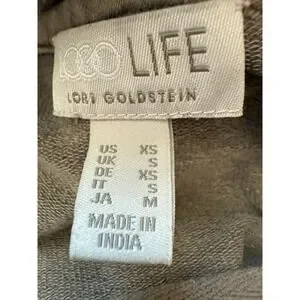 LOGO LIFE
LORI GOLDSTEIN
US XS
UK S
DE XS
IT S
JA M
MADE IN
INDIA